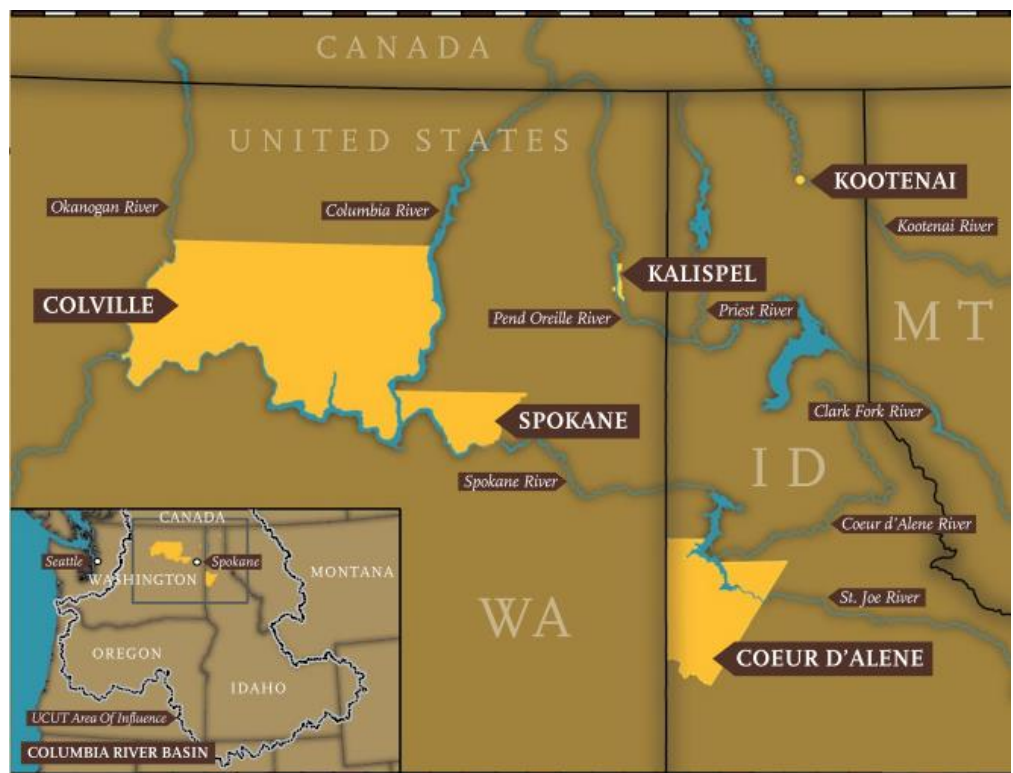 CANADA
UNITED STATES
KOOTENAI
Okanogan River
Columbia River
Kootenai River
KALISPEL
COLVILLE
Pend Oreille River
Priest River
MT
SPOKANE
Clark Fork River
ID
Spokane River
Coeur d'Alene River
CANADA
Seattle
Spokane
WASHINGTON
MONTANA
WA
St. Joe River
OREGON
COEUR D'ALENE
IDAHO
UCUT Area Of Influence
COLUMBIA RIVER BASIN